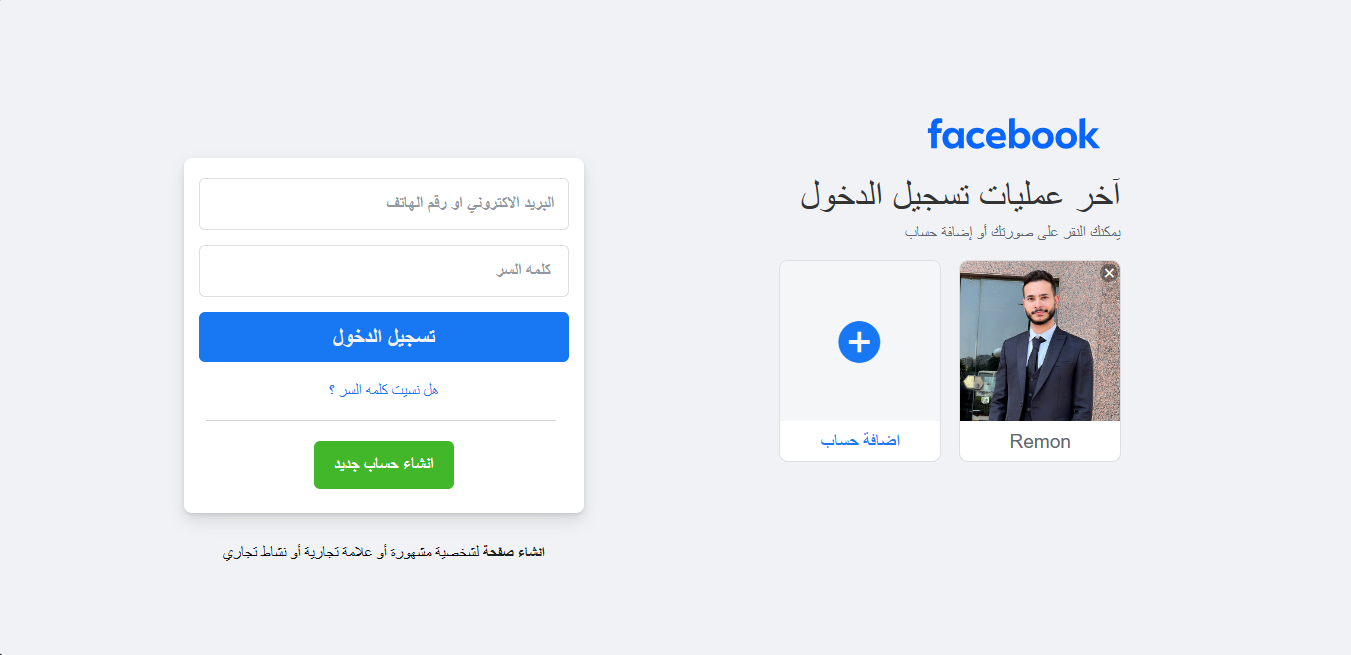 facebook
آخر عمليات تسجيل الدخول
يمكنك النقر على صورتك أو إضافة حساب
Remon
اضافة حساب
البريد الاكتروني او رقم الهاتف
كلمه السر
تسجيل الدخول
هل نسيت كلمه السر ؟
انشاء حساب جديد
انشاء صفحة لشخصية مشهورة أو علامة تجارية أو نشاط تجاري